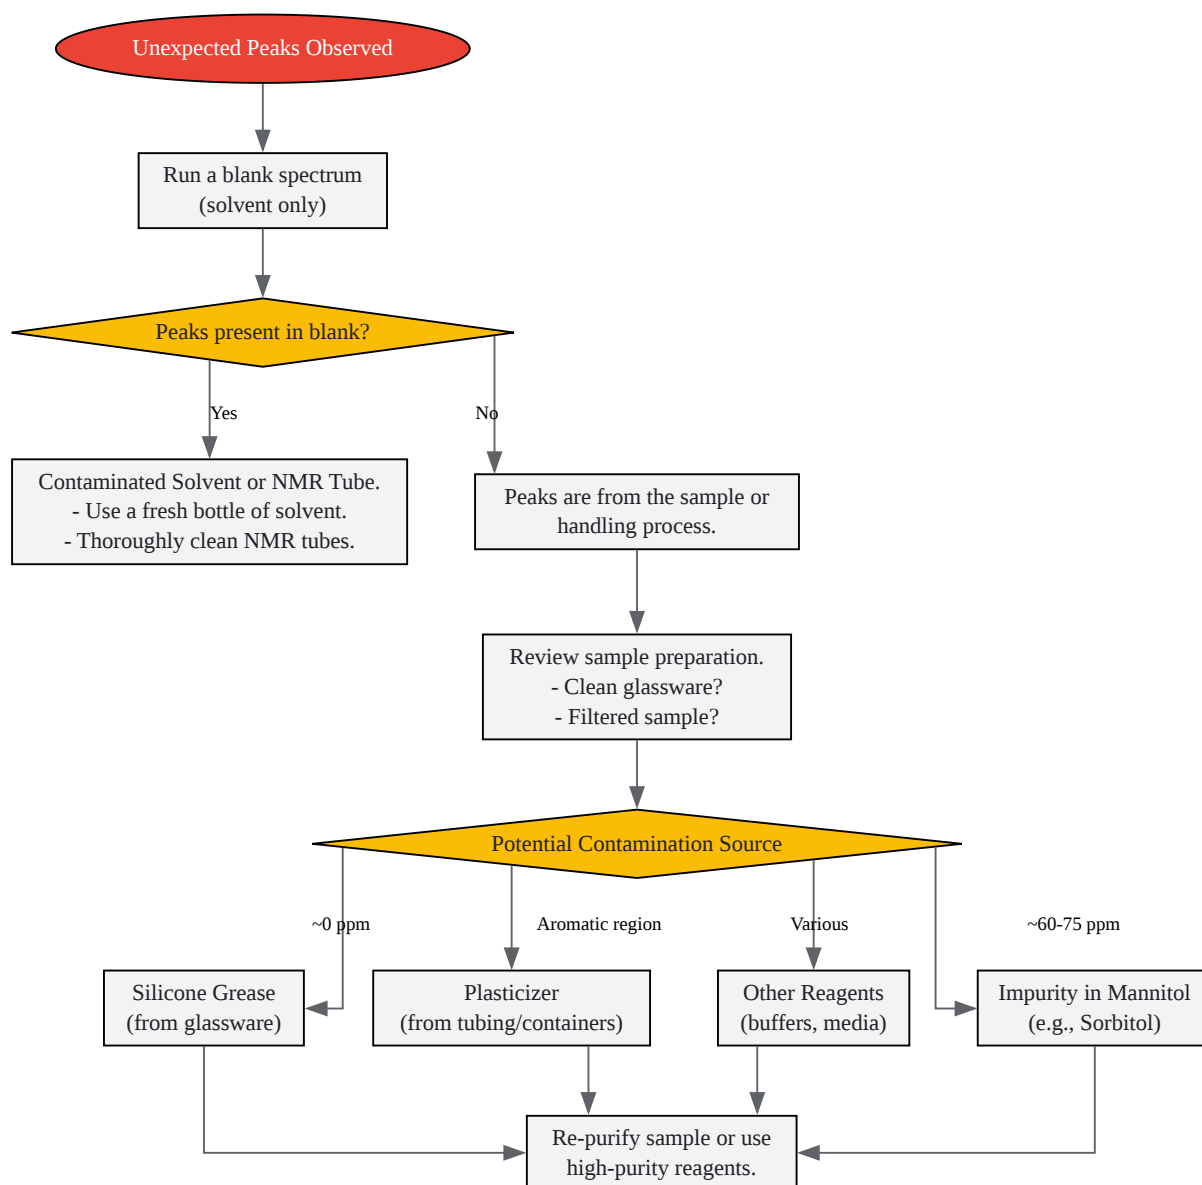 Unexpected Peaks Observed
Run a blank spectrum
(solvent only)
Peaks present in blank?
Yes
No
Contaminated Solvent or NMR Tube.
- Use a fresh bottle of solvent.
- Thoroughly clean NMR tubes.
Peaks are from the sample or
handling process.
Review sample preparation.
- Clean glassware?
- Filtered sample?
Potential Contamination Source
~0 ppm
Aromatic region
Various
~60-75 ppm
Silicone Grease
(from glassware)
Plasticizer
(from tubing/containers)
Other Reagents
(buffers, media)
Impurity in Mannitol
(e.g., Sorbitol)
Re-purify sample or use
high-purity reagents.